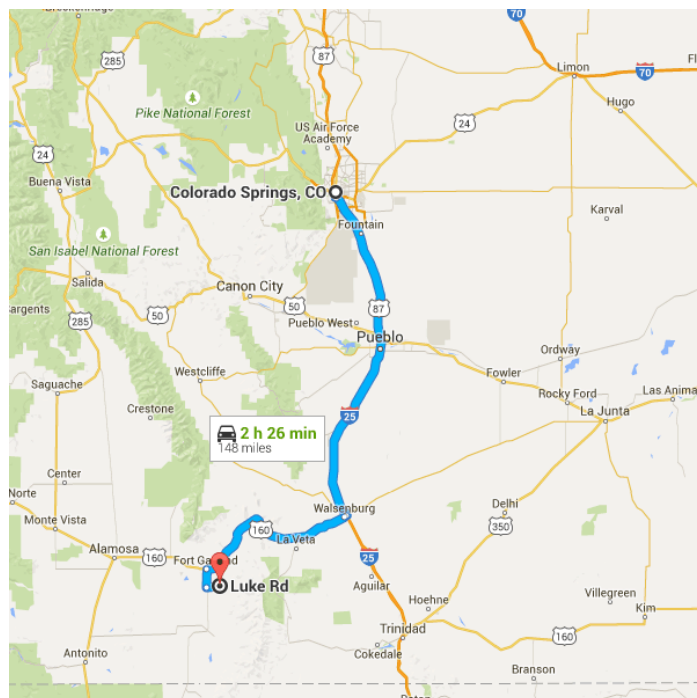 Breckenridge
285
87
70
Limon
70
Fl
Hugo
Pike National Forest
US Air Force
Academy
24
24
Buena Vista
Colorado Springs, CO
Karval
Fountain
San Isabel National Forest
Salida
Sargents
285
50
Canon City
50
87
Pueblo West
Pueblo
Ordway
Westcliffe
Fowler
Rocky Ford
Las Anima
Saguache
Crestone
25
La Junta
2 h 26 min
148 miles
Center
Norte
Monte Vista
Walsenburg
Delhi
160
350
La Veta
Alamosa
160
Fort Garland
25
Luke Rd
Aguilar
Hoehne
Villegreen
Kim
Trinidad
160
Cokedale
Antonito
Branson